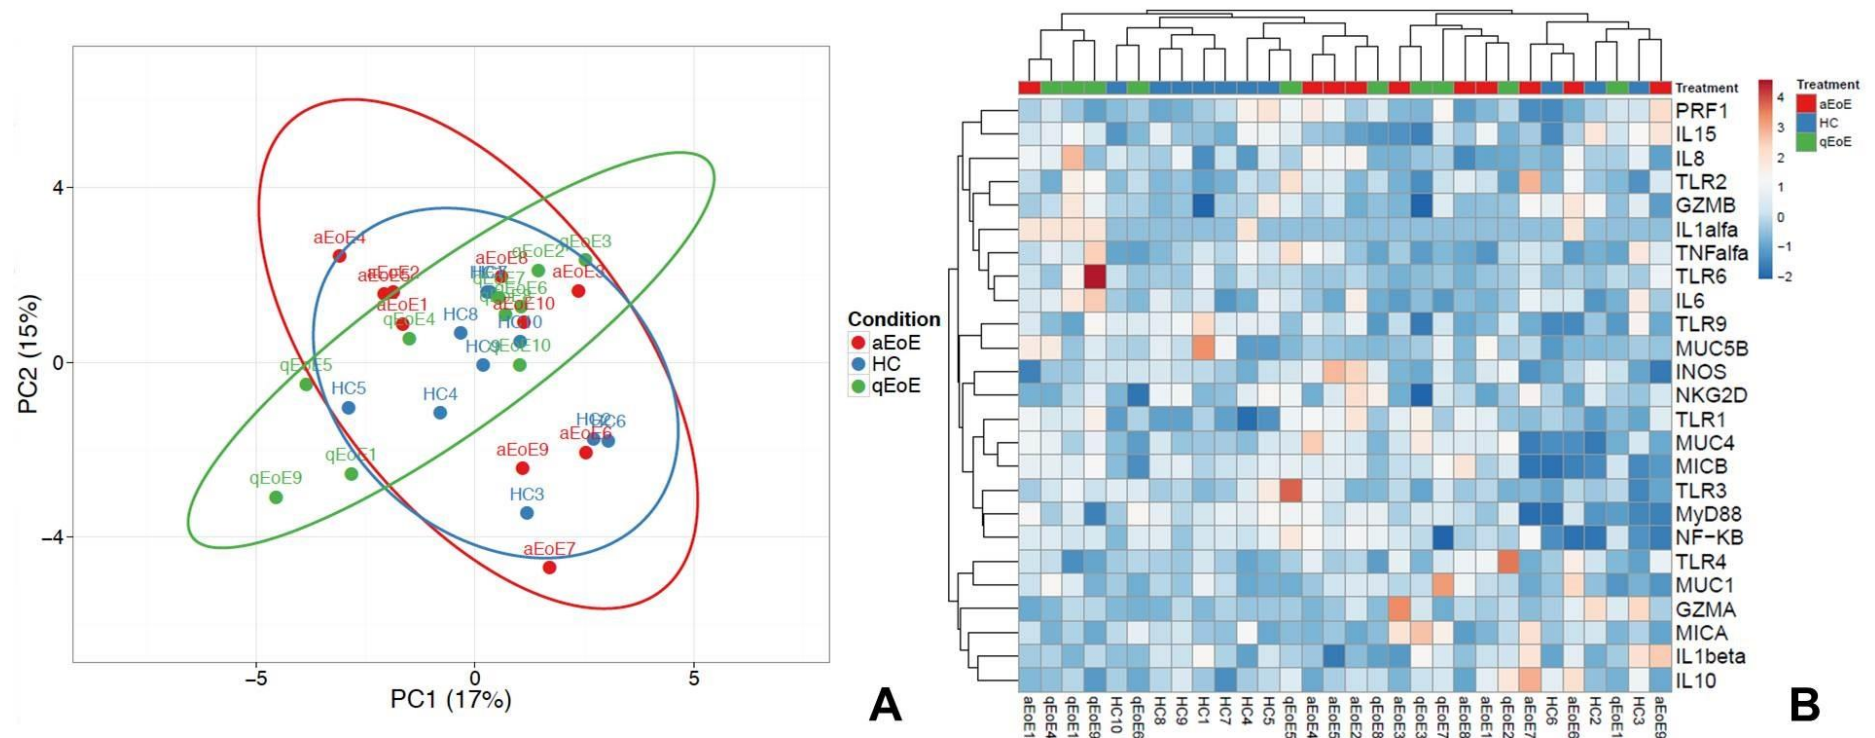 4
0
−4
PC2 (15%)
−5
0
5
PC1 (17%)
aEoE4
aEoE2
aEoE5
aEoE1
qEoE4
qEoE5
HC5
HC4
qEoE1
qEoE9
HC8
HC9
aEoE8
qEoE2
qEoE3
aEoE3
HC7
qEoE7
qEoE6
aEoE10
HC10
qEoE10
HC2
HC6
aEoE6
aEoE9
HC3
aEoE7
Condition
aEoE
HC
qEoE
A
Treatment
PRF1
IL15
IL8
TLR2
GZMB
IL1alfa
TNFalfa
TLR6
IL6
TLR9
MUC5B
INOS
NKG2D
TLR1
MUC4
MICB
TLR3
MyD88
NF−KB
TLR4
MUC1
GZMA
MICA
IL1beta
IL10
4
3
2
1
0
−1
−2
Treatment
aEoE
HC
qEoE
aEoE1
qEoE4
qEoE1
qEoE9
HC10
qEoE6
HC8
HC9
HC1
HC7
HC4
HC5
qEoE5
aEoE4
aEoE5
aEoE2
qEoE8
aEoE3
qEoE3
qEoE7
aEoE8
aEoE1
qEoE2
aEoE7
HC6
aEoE6
HC2
qEoE1
HC3
aEoE9
B